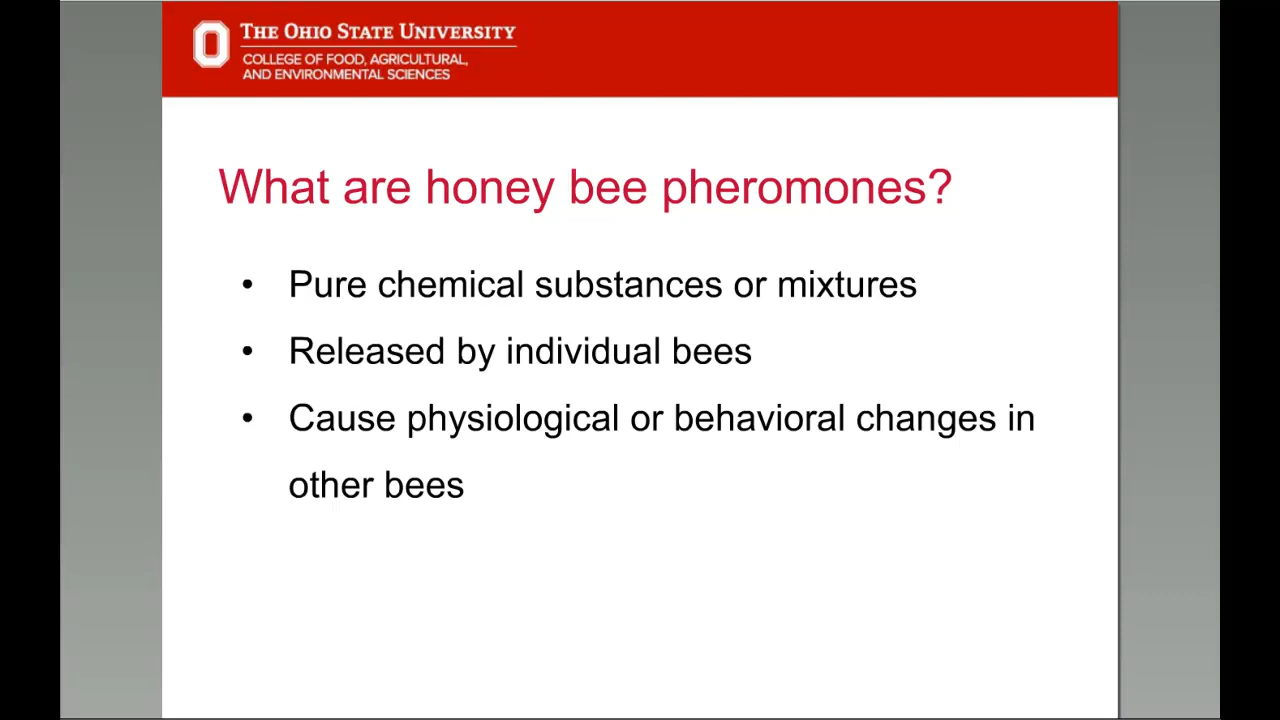 THE OHIO STATE UNIVERSITY
COLLEGE OF FOOD, AGRICULTURAL,
AND ENVIRONMENTAL SCIENCES
What are honey bee pheromones?
• Pure chemical substances or mixtures
• Released by individual bees
• Cause physiological or behavioral changes in
other bees